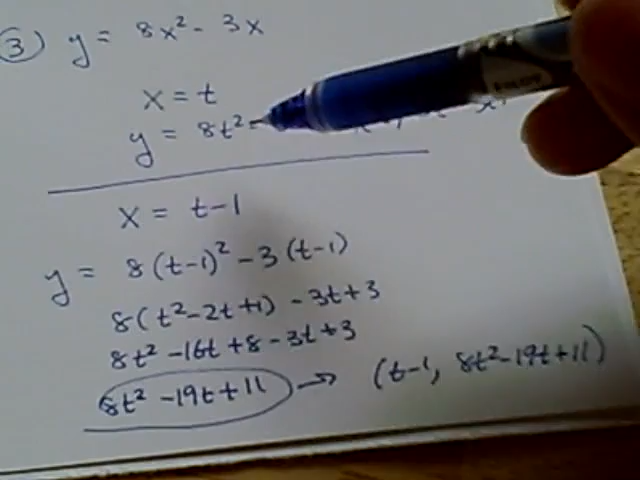 ③ y = 8x² - 3x
x = t
y = 8t²-
x = t-1
y = 8(t-1)² - 3(t-1)
8(t²-2t+1) - 3t+3
8t² -16t +8 -3t+3
8t² -19t +11 → (t-1, 8t²-19t+11)